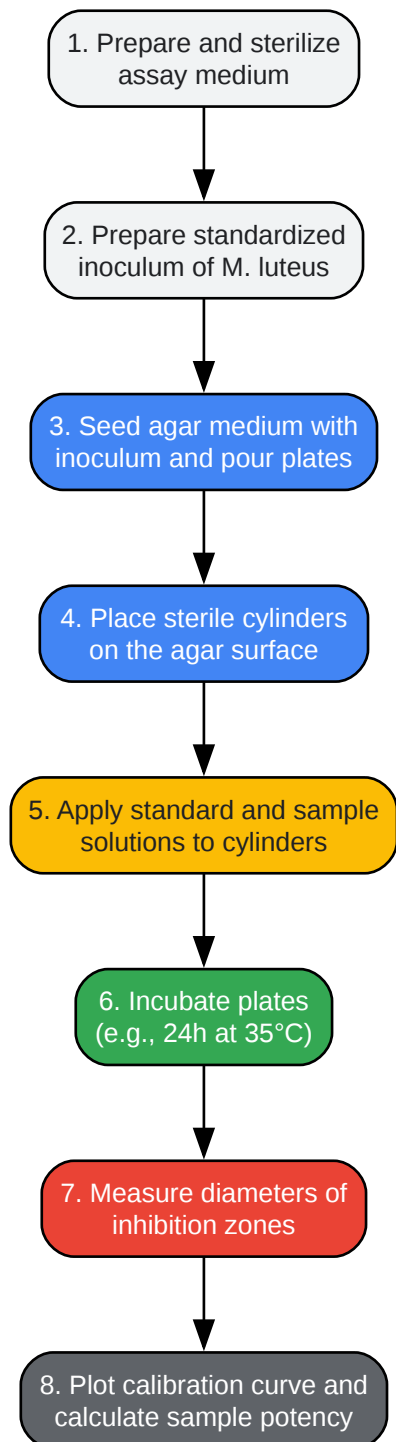 1. Prepare and sterilize
assay medium
2. Prepare standardized
inoculum of M. luteus
3. Seed agar medium with
inoculum and pour plates
4. Place sterile cylinders
on the agar surface
5. Apply standard and sample
solutions to cylinders
6. Incubate plates
(e.g., 24h at 35°C)
7. Measure diameters of
inhibition zones
8. Plot calibration curve and
calculate sample potency